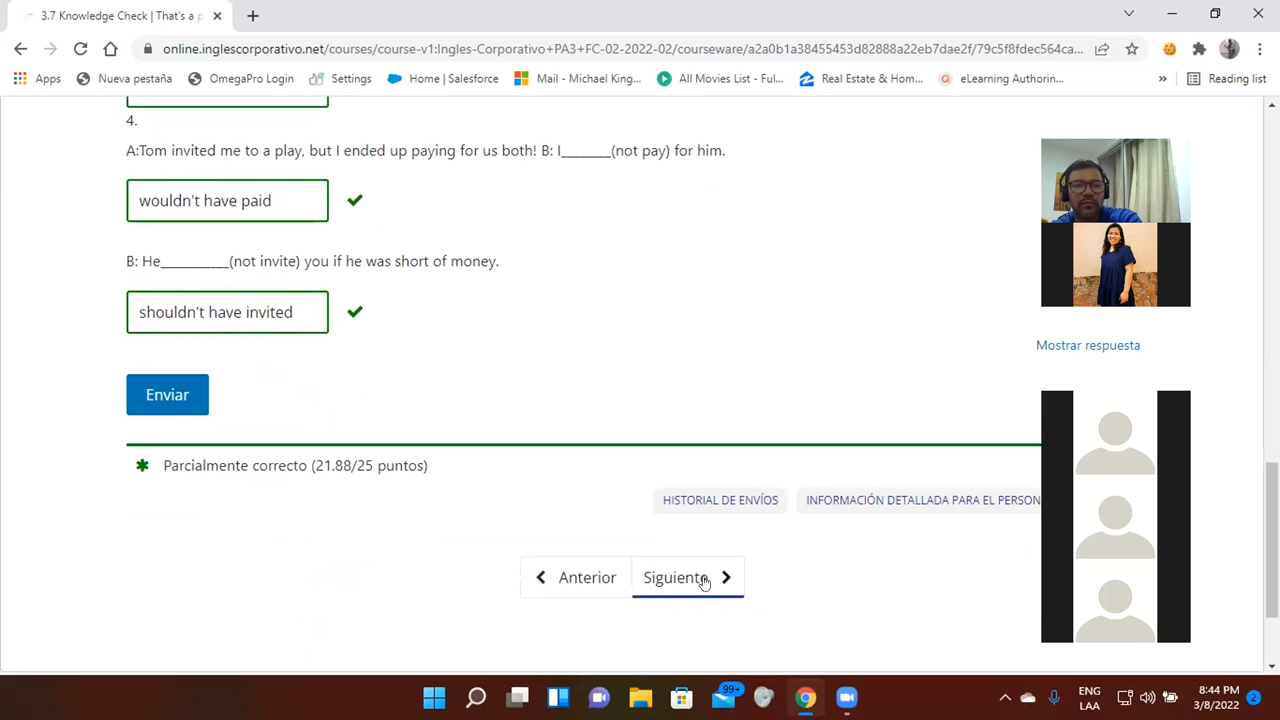 3.7 Knowledge Check | That's a p
online.inglescorporativo.net/courses/course-v1:Ingles-Corporativo+PA3+FC-02-2022-02/courseware/a2a0b1a38455453d82888a22eb7dae2f/79c5f8fdec564ca...
Apps Nueva pestaña OmegaPro Login Settings Home | Salesforce Mail - Michael King... All Movies List - Ful... Real Estate & Hom... eLearning Authorin... » Reading list
4.
A:Tom invited me to a play, but I ended up paying for us both! B: I_______(not pay) for him.
wouldn't have paid
B: He__________(not invite) you if he was short of money.
shouldn't have invited
Mostrar respuesta
Enviar
Parcialmente correcto (21.88/25 puntos)
HISTORIAL DE ENVÍOS INFORMACIÓN DETALLADA PARA EL PERSON
Anterior Siguiente
99+
ENG
LAA
8:44 PM
3/8/2022
2